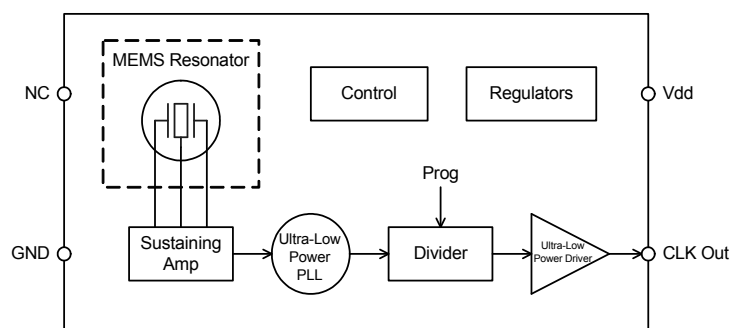 MEMS Resonator
NC
Control
Regulators
Vdd
Prog
GND
Sustaining
Amp
Ultra-Low
Power
PLL
Divider
Ultra-Low
Power Driver
CLK Out